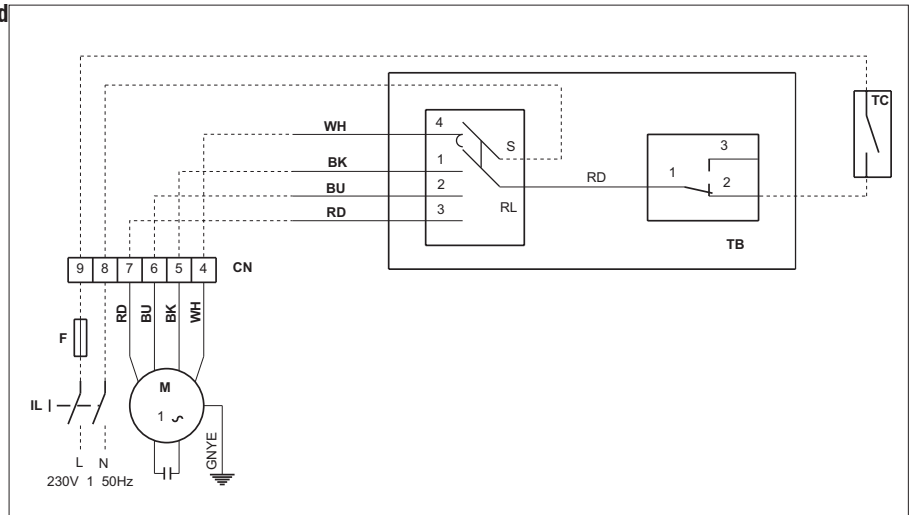 d
TC
WH
4
S
3
BK
1
RD
1
BU
2
2
RD
3
RL
TB
9 8 7 6 5 4 CN
RD BU BK WH
F
M
IL
1 ~
GNYE
L N
230V 1 50Hz